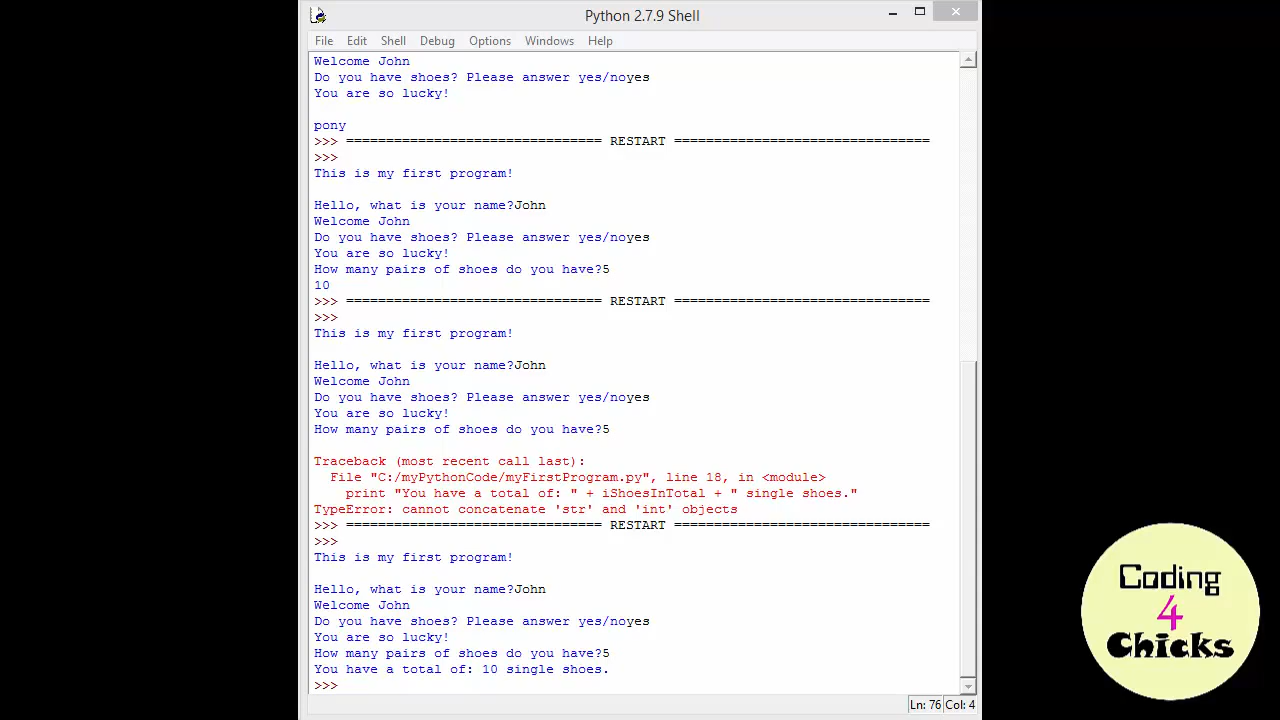 Python 2.7.9 Shell
File Edit Shell Debug Options Windows Help
Welcome John
Do you have shoes? Please answer yes/noyes
You are so lucky!
pony
>>> ================================ RESTART ================================
>>>
This is my first program!
Hello, what is your name?John
Welcome John
Do you have shoes? Please answer yes/noyes
You are so lucky!
How many pairs of shoes do you have?5
10
>>> ================================ RESTART ================================
>>>
This is my first program!
Hello, what is your name?John
Welcome John
Do you have shoes? Please answer yes/noyes
You are so lucky!
How many pairs of shoes do you have?5
Traceback (most recent call last):
  File "C:/myPythonCode/myFirstProgram.py", line 18, in <module>
    print "You have a total of: " + iShoesInTotal + " single shoes."
TypeError: cannot concatenate 'str' and 'int' objects
>>> ================================ RESTART ================================
>>>
This is my first program!
Hello, what is your name?John
Welcome John
Do you have shoes? Please answer yes/noyes
You are so lucky!
How many pairs of shoes do you have?5
You have a total of: 10 single shoes.
>>>
Ln: 76 Col: 4
Coding
4
Chicks